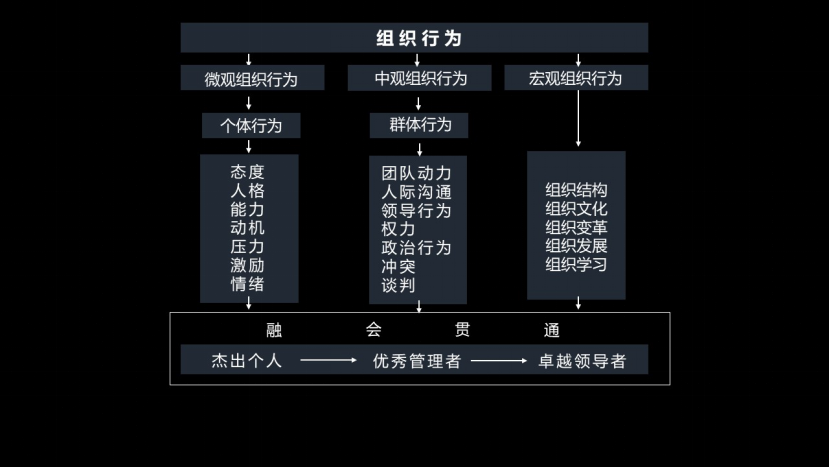 组织行为
微观组织行为
中观组织行为
宏观组织行为
个体行为
群体行为
态度
人格
能力
动机
压力
激励
情绪
团队动力
人际沟通
领导行为
权力
政治行为
冲突
谈判
组织结构
组织文化
组织变革
组织发展
组织学习
融会贯通
杰出个人
优秀管理者
卓越领导者